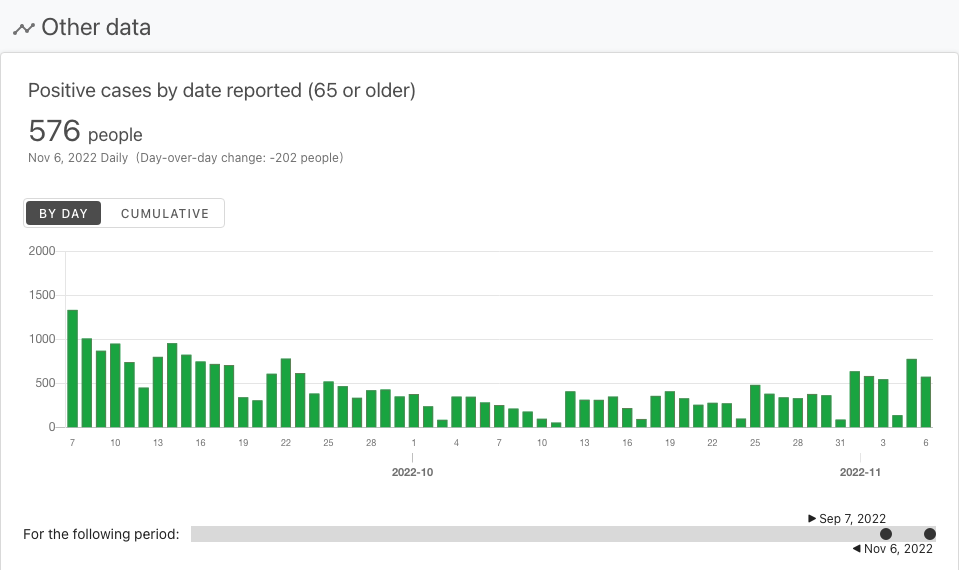 Other data
Positive cases by date reported (65 or older)
576 people
Nov 6, 2022 Daily (Day-over-day change: -202 people)
BY DAY CUMULATIVE
2000
1500
1000
500
0
7 10 13 16 19 22 25 28 1 4 7 10 13 16 19 22 25 28 31 3 6
2022-10 2022-11
Sep 7, 2022
For the following period:
Nov 6, 2022